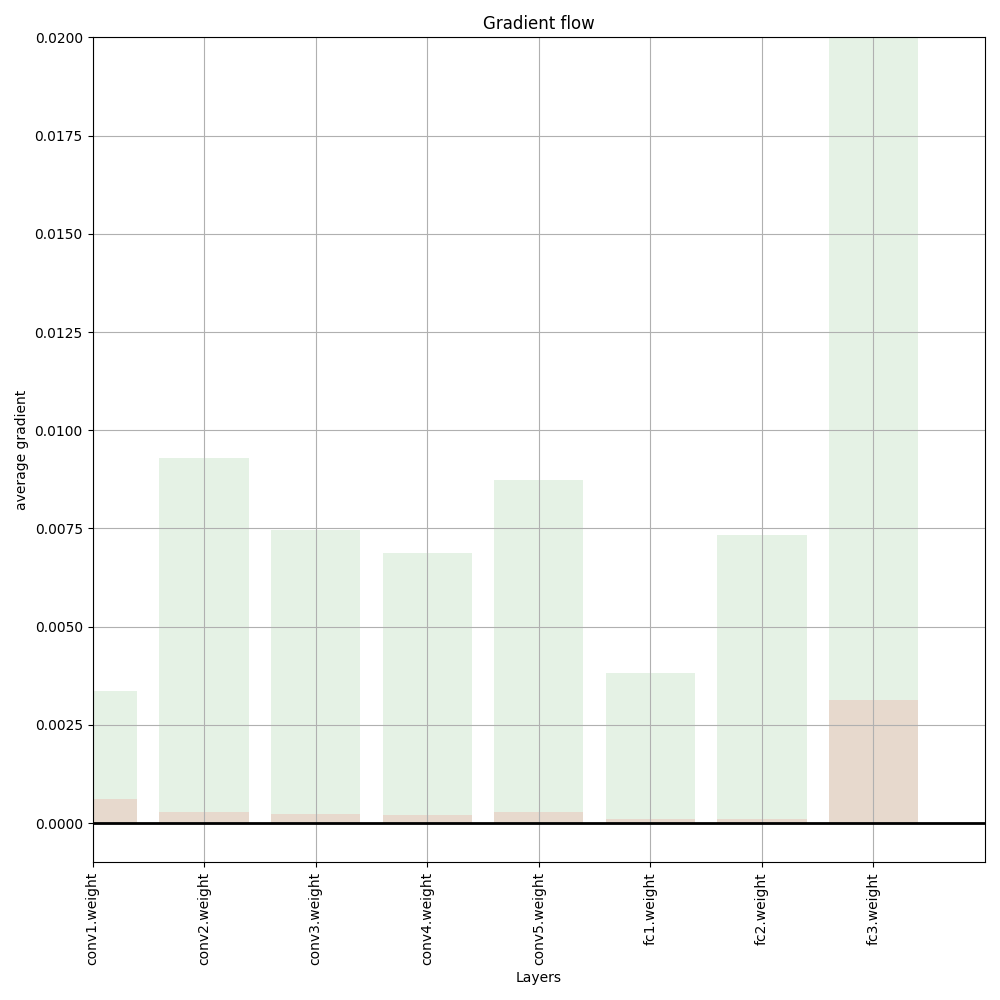 Gradient flow
0.0200
0.0175
0.0150
0.0125
0.0100
0.0075
0.0050
0.0025
0.0000
average gradient
conv1.weight
conv2.weight
conv3.weight
conv4.weight
conv5.weight
fc1.weight
fc2.weight
fc3.weight
Layers